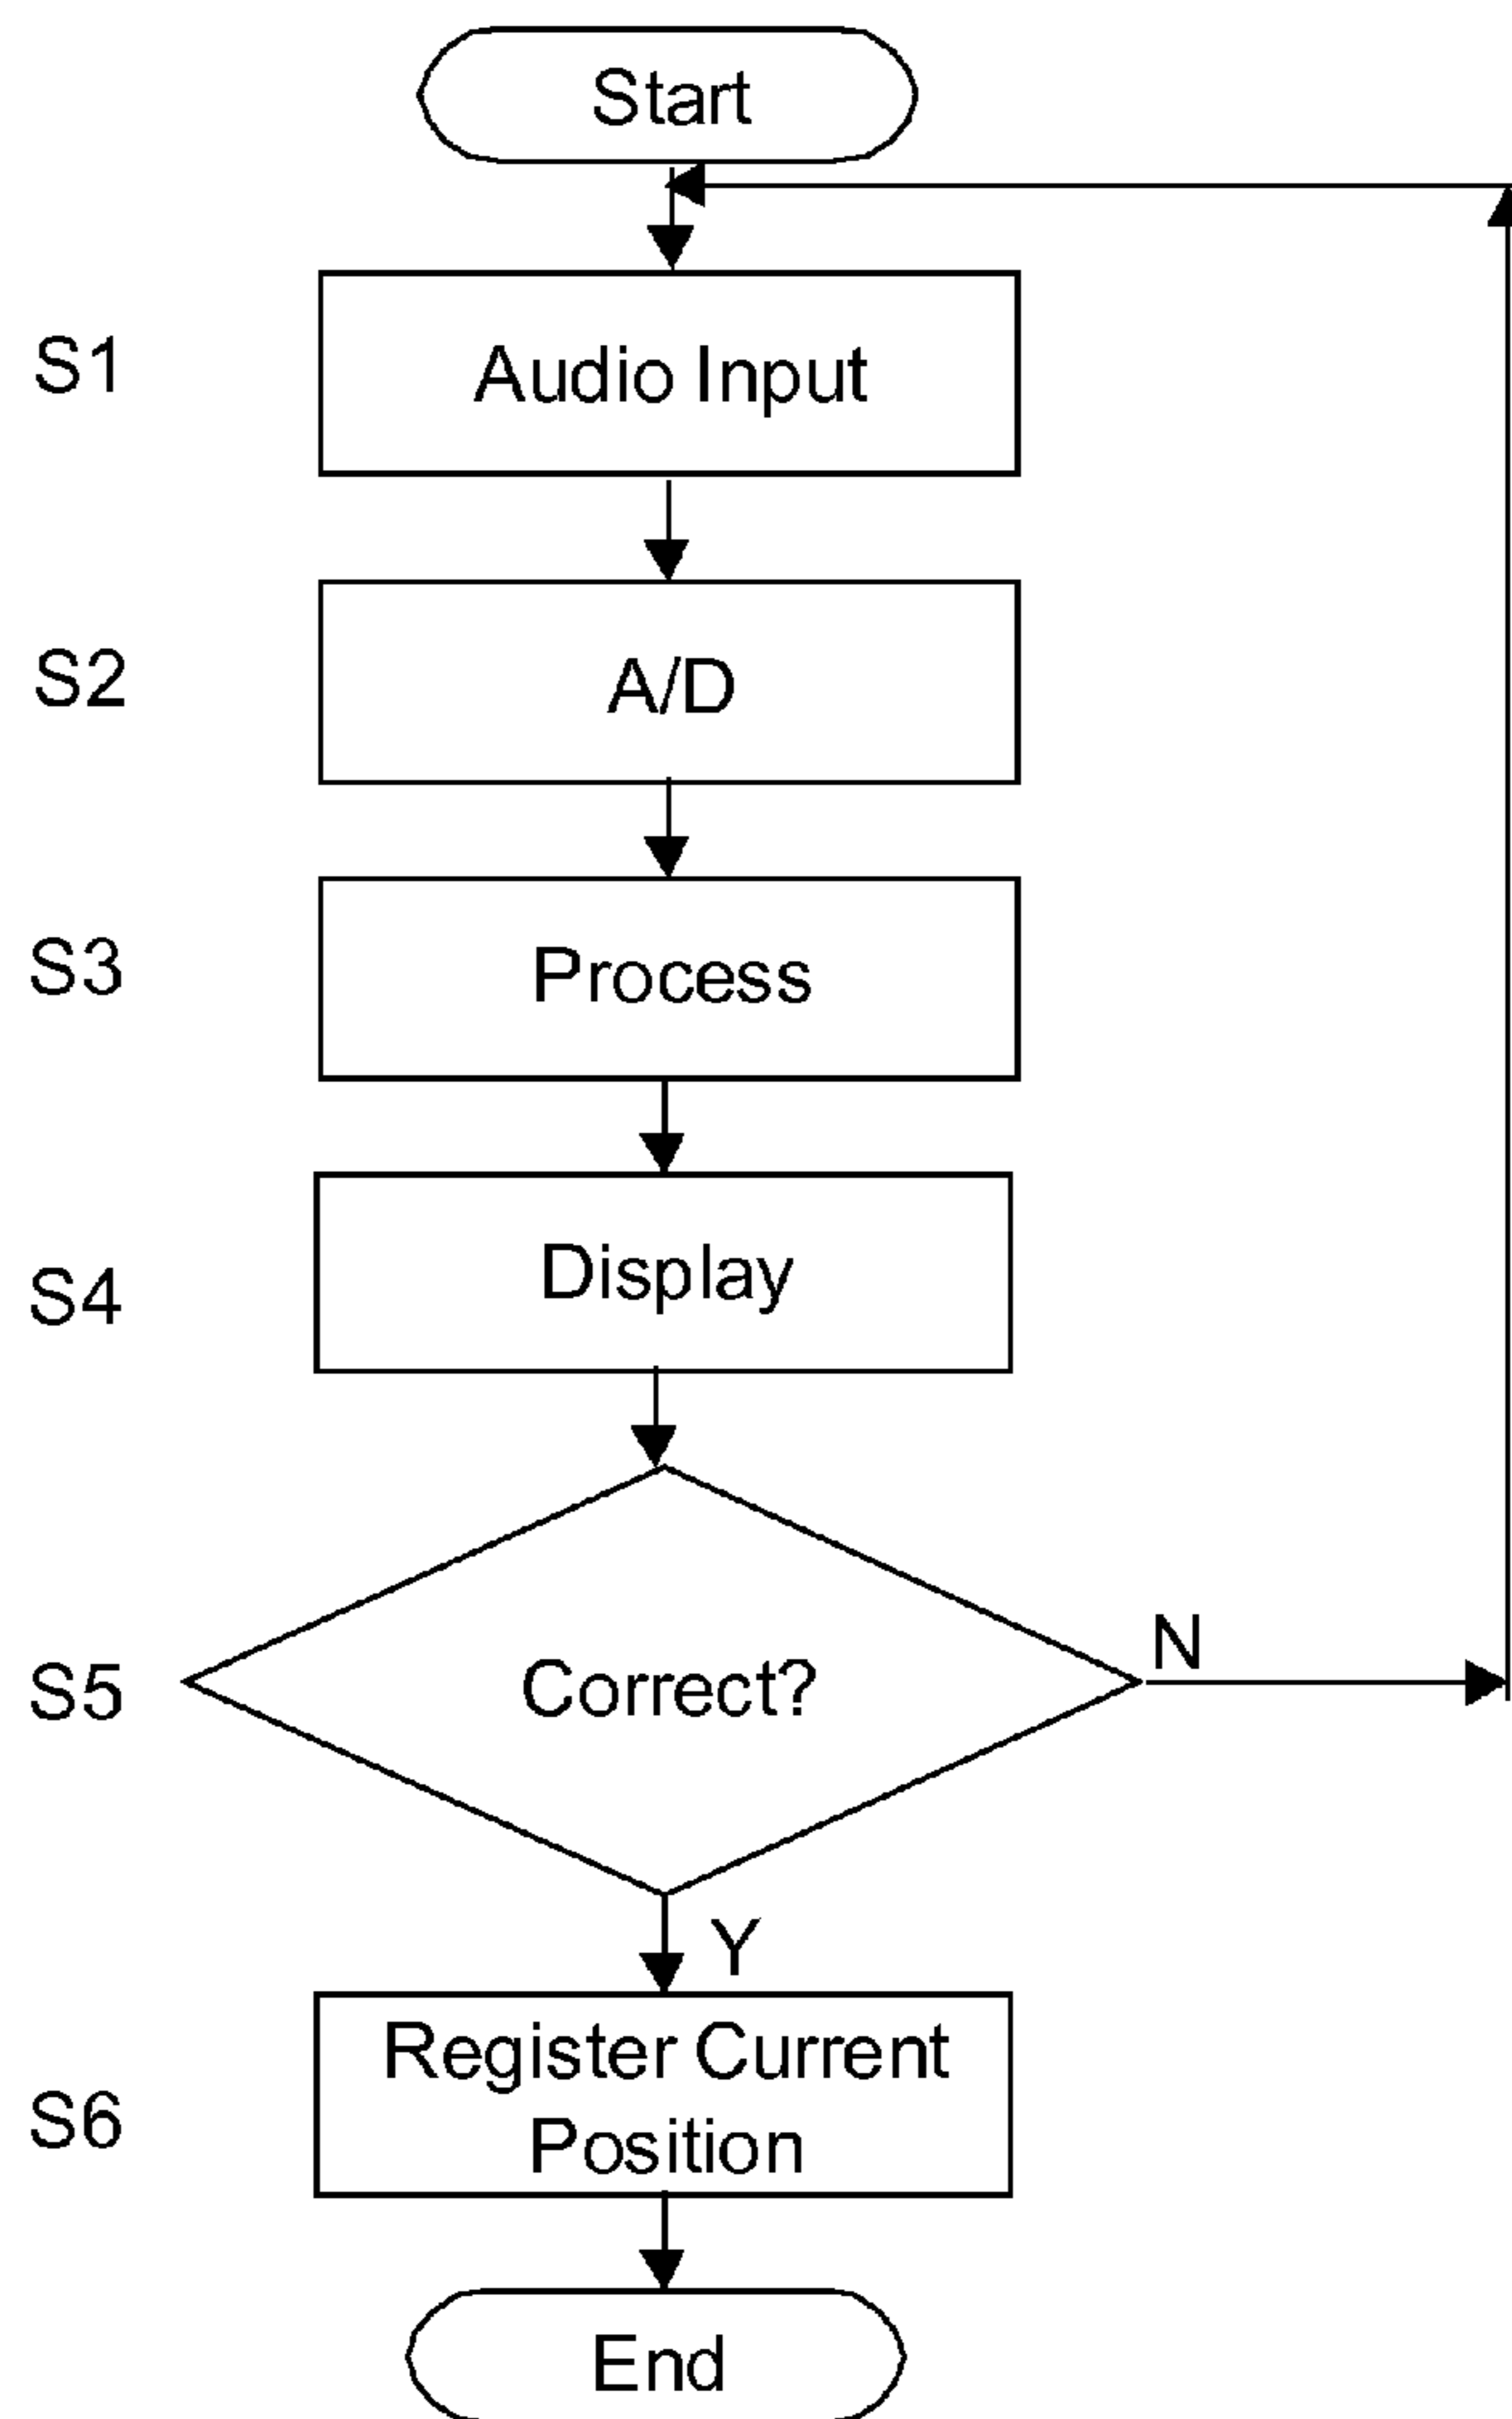 Start
S1
Audio Input
S2
A/D
S3
Process
S4
Display
S5
Correct?
N
Y
S6
Register Current
Position
End